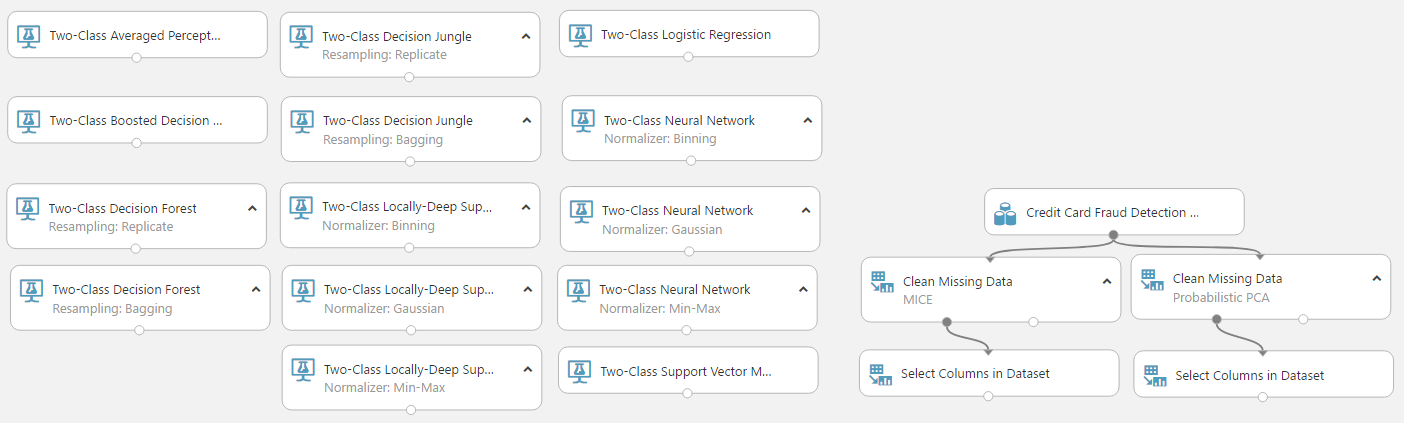 Two-Class Averaged Percept...
Two-Class Boosted Decision ...
Two-Class Decision Forest
Resampling: Replicate
Two-Class Decision Forest
Resampling: Bagging
Two-Class Decision Jungle
Resampling: Replicate
Two-Class Decision Jungle
Resampling: Bagging
Two-Class Locally-Deep Sup...
Normalizer: Binning
Two-Class Locally-Deep Sup...
Normalizer: Gaussian
Two-Class Locally-Deep Sup...
Normalizer: Min-Max
Two-Class Logistic Regression
Two-Class Neural Network
Normalizer: Binning
Two-Class Neural Network
Normalizer: Gaussian
Two-Class Neural Network
Normalizer: Min-Max
Two-Class Support Vector M...
Credit Card Fraud Detection ...
Clean Missing Data
MICE
Clean Missing Data
Probabilistic PCA
Select Columns in Dataset
Select Columns in Dataset